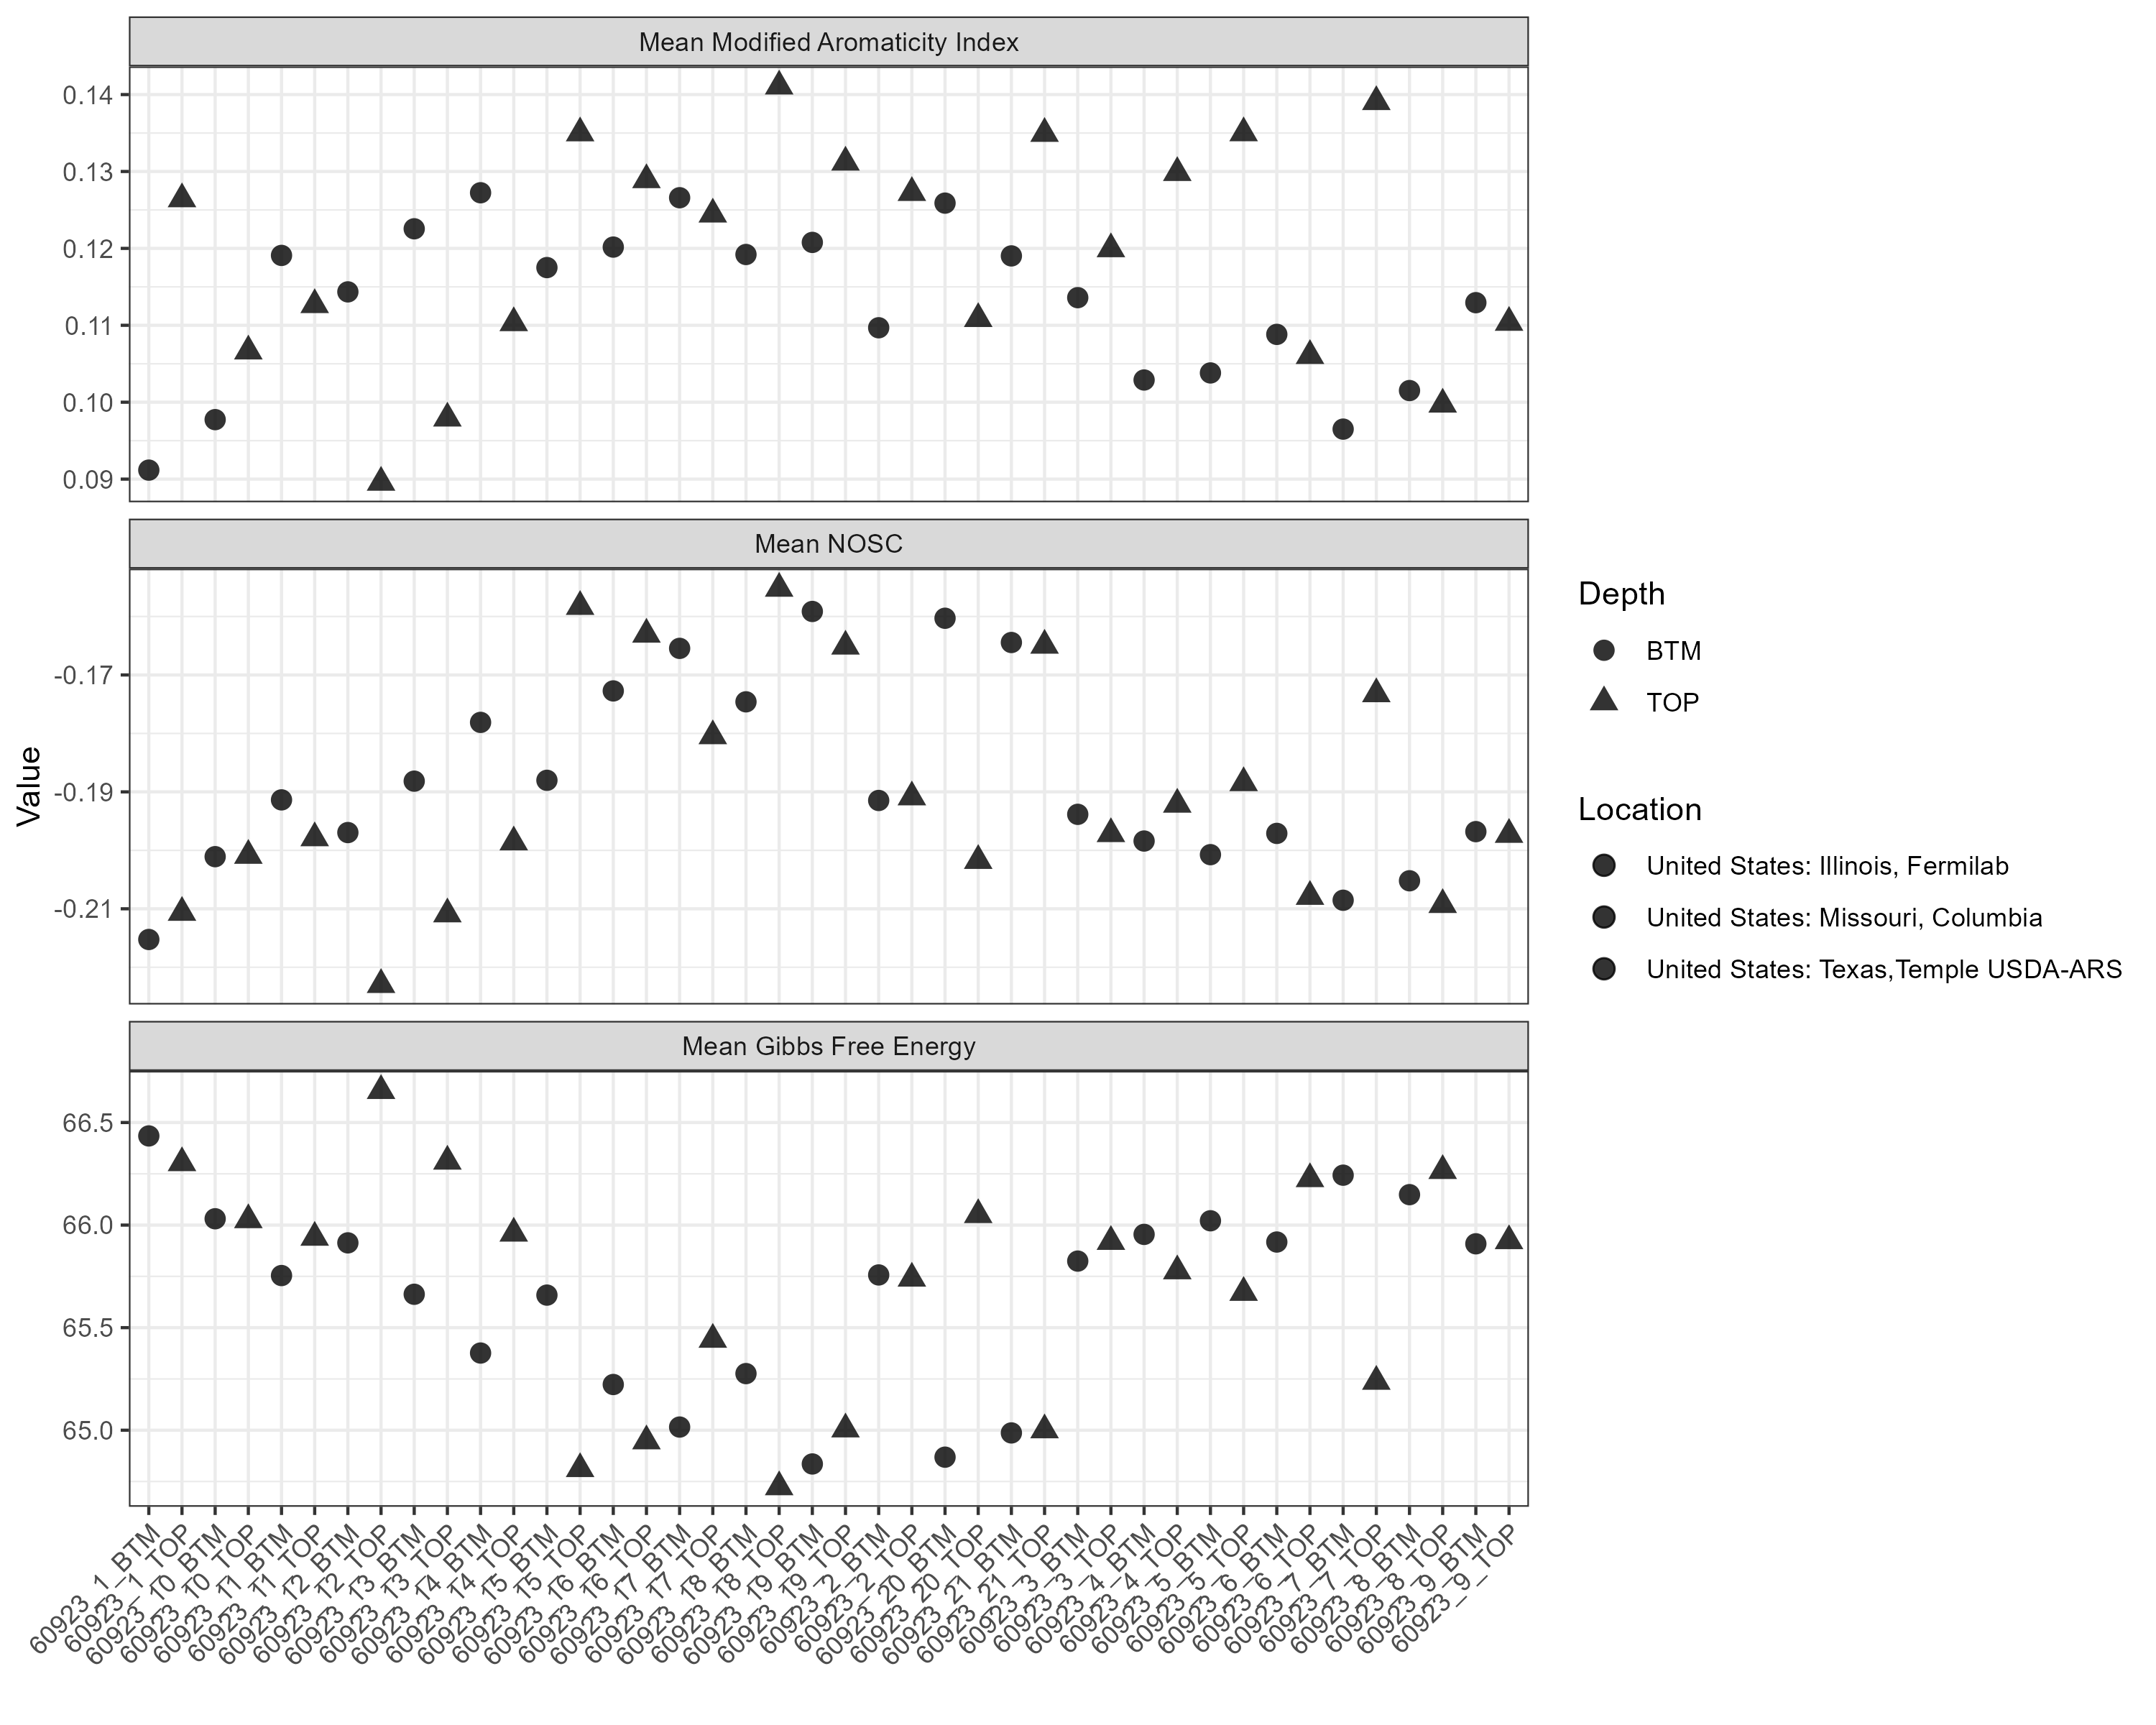 Mean Modified Aromaticity Index
0.14
0.13
0.12
0.11
0.10
0.09
Mean NOSC
-0.17
-0.19
-0.21
Mean Gibbs Free Energy
66.5
66.0
65.5
65.0
Value
60923_1_BTM
60923_1_TOP
60923_10_BTM
60923_10_TOP
60923_11_BTM
60923_11_TOP
60923_12_BTM
60923_12_TOP
60923_13_BTM
60923_13_TOP
60923_14_BTM
60923_14_TOP
60923_15_BTM
60923_15_TOP
60923_16_BTM
60923_16_TOP
60923_17_BTM
60923_17_TOP
60923_18_BTM
60923_18_TOP
60923_19_BTM
60923_19_TOP
60923_2_BTM
60923_2_TOP
60923_20_BTM
60923_20_TOP
60923_21_BTM
60923_21_TOP
60923_3_BTM
60923_3_TOP
60923_4_BTM
60923_4_TOP
60923_5_BTM
60923_5_TOP
60923_6_BTM
60923_6_TOP
60923_7_BTM
60923_7_TOP
60923_8_BTM
60923_8_TOP
60923_9_BTM
60923_9_TOP
Depth
BTM
TOP
Location
United States: Illinois, Fermilab
United States: Missouri, Columbia
United States: Texas,Temple USDA-ARS